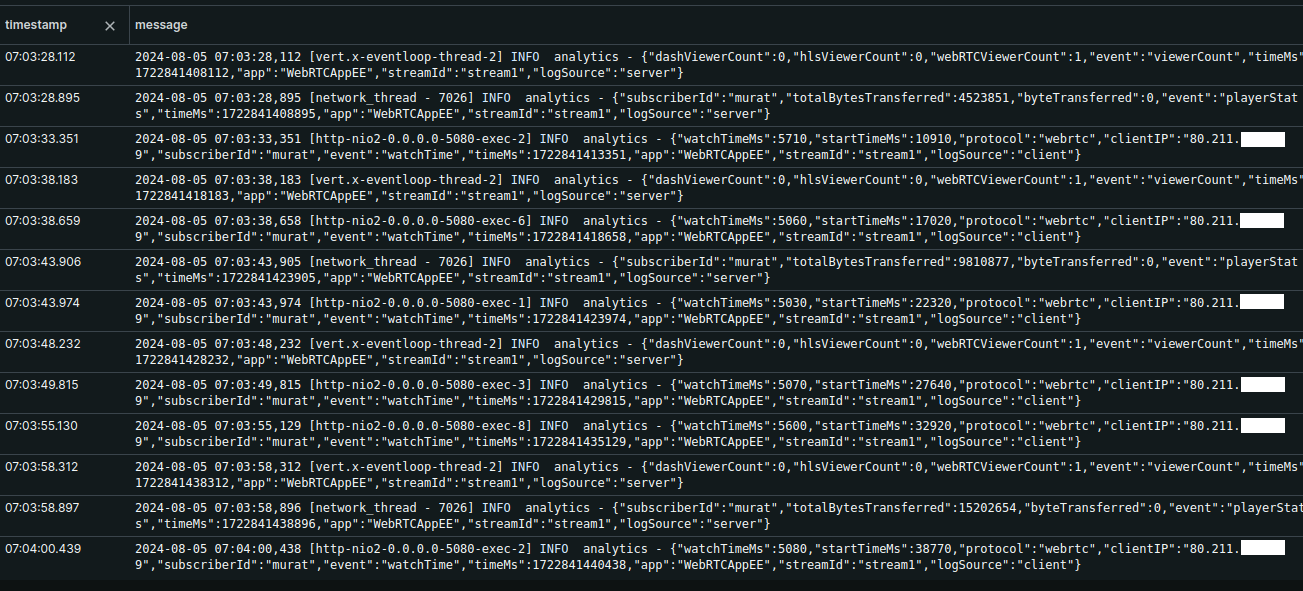 timestamp × message
07:03:28.112 2024-08-05 07:03:28,112 [vert.x-eventloop-thread-2] INFO  analytics - {"dashViewerCount":0,"hlsViewerCount":0,"webRTCViewerCount":1,"event":"viewerCount","timeMs"
1722841408112,"app":"WebRTCAppEE","streamId":"stream1","logSource":"server"}
07:03:28.895 2024-08-05 07:03:28,895 [network_thread - 7026] INFO  analytics - {"subscriberId":"murat","totalBytesTransferred":4523851,"byteTransferred":0,"event":"playerStat
s","timeMs":1722841408895,"app":"WebRTCAppEE","streamId":"stream1","logSource":"server"}
07:03:33.351 2024-08-05 07:03:33,351 [http-nio2-0.0.0.0-5080-exec-2] INFO  analytics - {"watchTimeMs":5710,"startTimeMs":10910,"protocol":"webrtc","clientIP":"80.211.
9","subscriberId":"murat","event":"watchTime","timeMs":1722841413351,"app":"WebRTCAppEE","streamId":"stream1","logSource":"client"}
07:03:38.183 2024-08-05 07:03:38,183 [vert.x-eventloop-thread-2] INFO  analytics - {"dashViewerCount":0,"hlsViewerCount":0,"webRTCViewerCount":1,"event":"viewerCount","timeMs"
1722841418183,"app":"WebRTCAppEE","streamId":"stream1","logSource":"server"}
07:03:38.659 2024-08-05 07:03:38,658 [http-nio2-0.0.0.0-5080-exec-6] INFO  analytics - {"watchTimeMs":5060,"startTimeMs":17020,"protocol":"webrtc","clientIP":"80.211.
9","subscriberId":"murat","event":"watchTime","timeMs":1722841418658,"app":"WebRTCAppEE","streamId":"stream1","logSource":"client"}
07:03:43.906 2024-08-05 07:03:43,905 [network_thread - 7026] INFO  analytics - {"subscriberId":"murat","totalBytesTransferred":9810877,"byteTransferred":0,"event":"playerStat
s","timeMs":1722841423905,"app":"WebRTCAppEE","streamId":"stream1","logSource":"server"}
07:03:43.974 2024-08-05 07:03:43,974 [http-nio2-0.0.0.0-5080-exec-1] INFO  analytics - {"watchTimeMs":5030,"startTimeMs":22320,"protocol":"webrtc","clientIP":"80.211.
9","subscriberId":"murat","event":"watchTime","timeMs":1722841423974,"app":"WebRTCAppEE","streamId":"stream1","logSource":"client"}
07:03:48.232 2024-08-05 07:03:48,232 [vert.x-eventloop-thread-2] INFO  analytics - {"dashViewerCount":0,"hlsViewerCount":0,"webRTCViewerCount":1,"event":"viewerCount","timeMs"
1722841428232,"app":"WebRTCAppEE","streamId":"stream1","logSource":"server"}
07:03:49.815 2024-08-05 07:03:49,815 [http-nio2-0.0.0.0-5080-exec-3] INFO  analytics - {"watchTimeMs":5070,"startTimeMs":27640,"protocol":"webrtc","clientIP":"80.211.
9","subscriberId":"murat","event":"watchTime","timeMs":1722841429815,"app":"WebRTCAppEE","streamId":"stream1","logSource":"client"}
07:03:55.130 2024-08-05 07:03:55,129 [http-nio2-0.0.0.0-5080-exec-8] INFO  analytics - {"watchTimeMs":5600,"startTimeMs":32920,"protocol":"webrtc","clientIP":"80.211.
9","subscriberId":"murat","event":"watchTime","timeMs":1722841435129,"app":"WebRTCAppEE","streamId":"stream1","logSource":"client"}
07:03:58.312 2024-08-05 07:03:58,312 [vert.x-eventloop-thread-2] INFO  analytics - {"dashViewerCount":0,"hlsViewerCount":0,"webRTCViewerCount":1,"event":"viewerCount","timeMs"
1722841438312,"app":"WebRTCAppEE","streamId":"stream1","logSource":"server"}
07:03:58.897 2024-08-05 07:03:58,896 [network_thread - 7026] INFO  analytics - {"subscriberId":"murat","totalBytesTransferred":15202654,"byteTransferred":0,"event":"playerStat
s","timeMs":1722841438896,"app":"WebRTCAppEE","streamId":"stream1","logSource":"server"}
07:04:00.439 2024-08-05 07:04:00,438 [http-nio2-0.0.0.0-5080-exec-2] INFO  analytics - {"watchTimeMs":5080,"startTimeMs":38770,"protocol":"webrtc","clientIP":"80.211.
9","subscriberId":"murat","event":"watchTime","timeMs":1722841440438,"app":"WebRTCAppEE","streamId":"stream1","logSource":"client"}